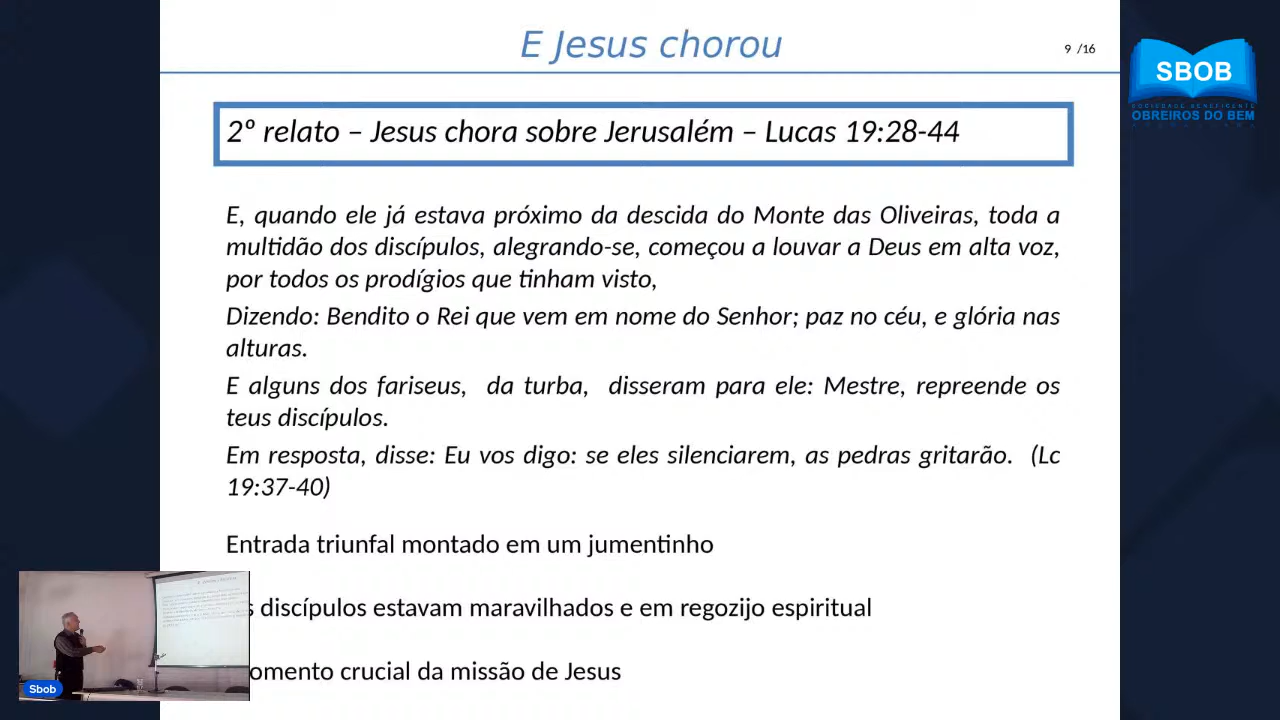 E Jesus chorou
9 /16
SBOB
SOCIEDADE BENEFICENTE
OBREIROS DO BEM
2º relato – Jesus chora sobre Jerusalém – Lucas 19:28-44
E, quando ele já estava próximo da descida do Monte das Oliveiras, toda a
multidão dos discípulos, alegrando-se, começou a louvar a Deus em alta voz,
por todos os prodígios que tinham visto,
Dizendo: Bendito o Rei que vem em nome do Senhor; paz no céu, e glória nas
alturas.
E alguns dos fariseus, da turba, disseram para ele: Mestre, repreende os
teus discípulos.
Em resposta, disse: Eu vos digo: se eles silenciarem, as pedras gritarão. (Lc
19:37-40)
Entrada triunfal montado em um jumentinho
s discípulos estavam maravilhados e em regozijo espiritual
omento crucial da missão de Jesus
Sbob